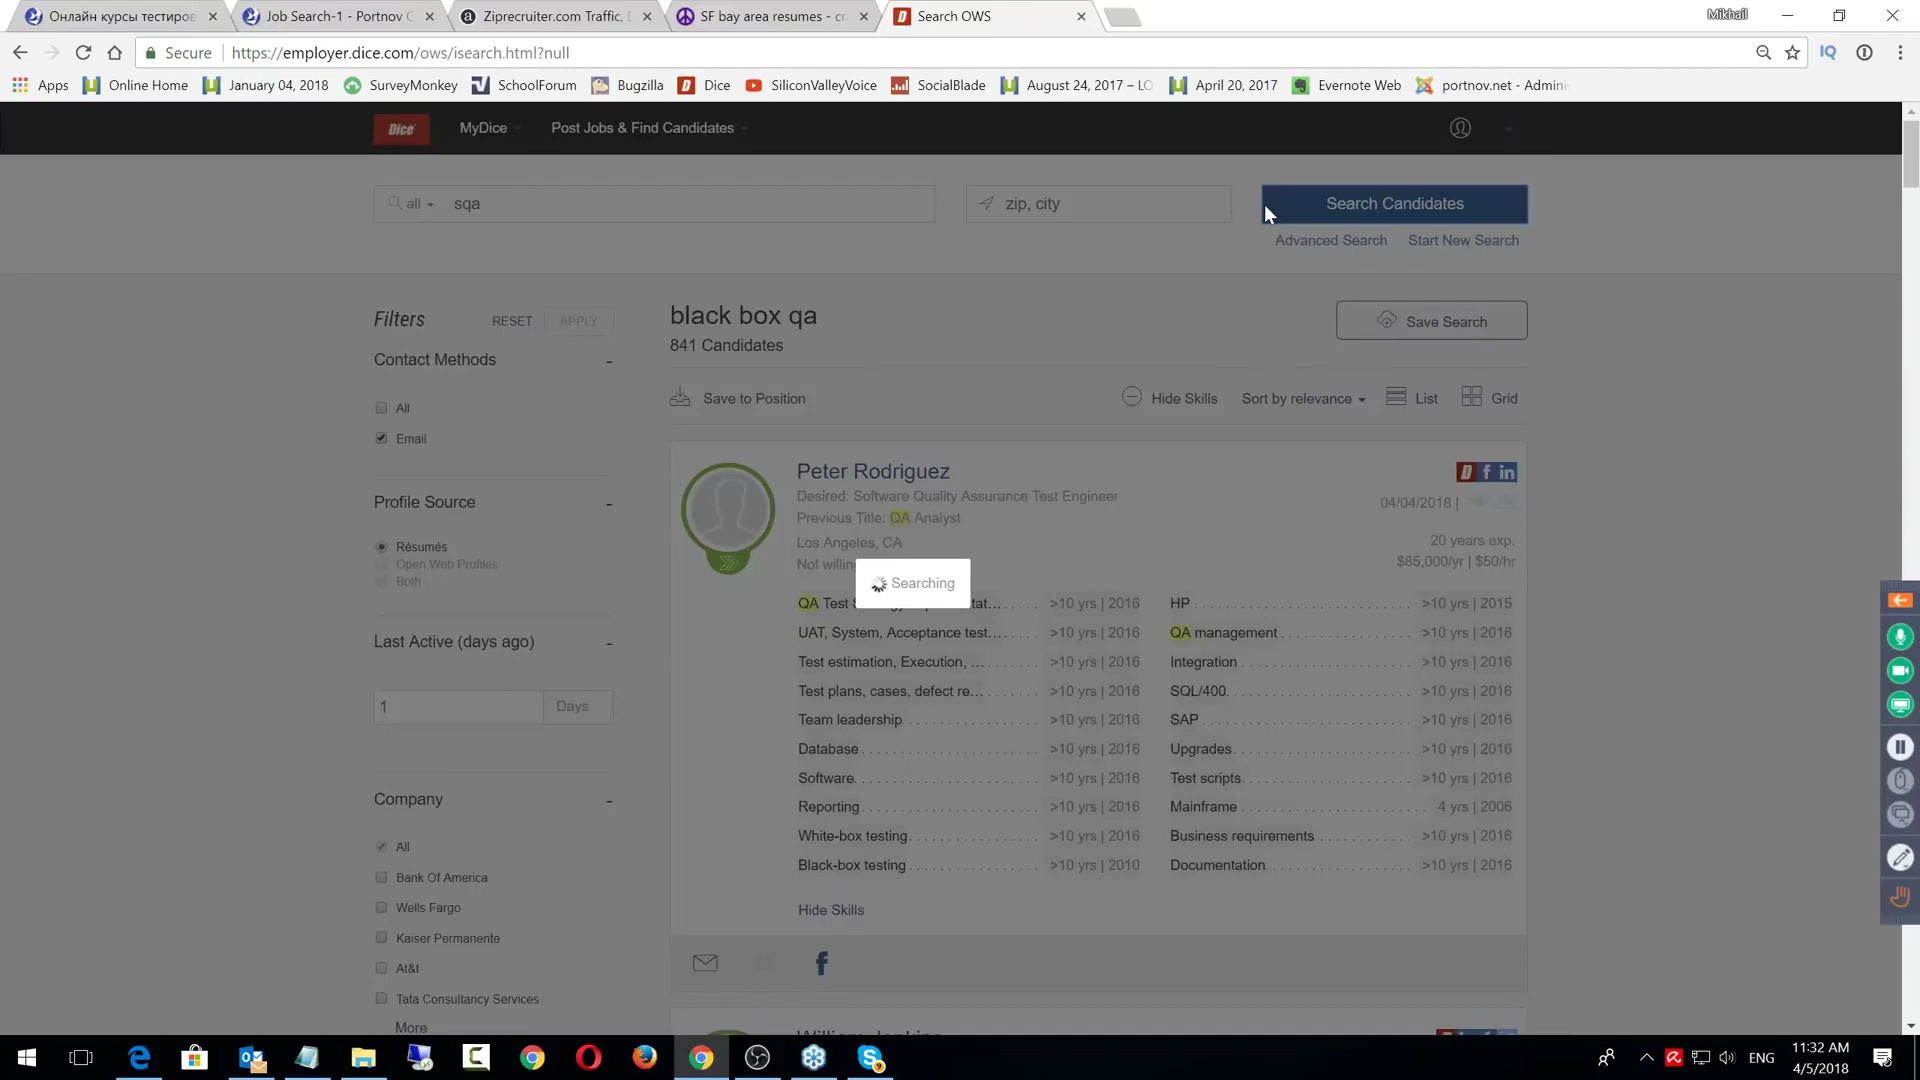 Онлайн курсы тестиров
Job Search-1 - Portnov C
Ziprecruiter.com Traffic,
SF bay area resumes - cr
Search OWS
Mikhail
Secure
https://employer.dice.com/ows/isearch.html?null
Apps
Online Home
January 04, 2018
SurveyMonkey
SchoolForum
Bugzilla
Dice
SiliconValleyVoice
SocialBlade
August 24, 2017 – LO
April 20, 2017
Evernote Web
portnov.net - Admini
Dice
MyDice
Post Jobs & Find Candidates
all
sqa
zip, city
Search Candidates
Advanced Search
Start New Search
Filters
RESET
APPLY
black box qa
841 Candidates
Save Search
Contact Methods
All
Email
Save to Position
Hide Skills
Sort by relevance
List
Grid
Profile Source
Résumés
Open Web Profiles
Both
Peter Rodriguez
Desired: Software Quality Assurance Test Engineer
Previous Title: QA Analyst
Los Angeles, CA
Not willin
04/04/2018 |
20 years exp.
$85,000/yr | $50/hr
Searching
QA Test S tat... >10 yrs | 2016
HP >10 yrs | 2015
UAT, System, Acceptance test... >10 yrs | 2016
QA management >10 yrs | 2016
Test estimation, Execution, ... >10 yrs | 2016
Integration >10 yrs | 2016
Test plans, cases, defect re... >10 yrs | 2016
SQL/400 >10 yrs | 2016
Team leadership >10 yrs | 2016
SAP >10 yrs | 2016
Database >10 yrs | 2016
Upgrades >10 yrs | 2016
Software >10 yrs | 2016
Test scripts >10 yrs | 2016
Reporting >10 yrs | 2016
Mainframe 4 yrs | 2006
White-box testing >10 yrs | 2016
Business requirements >10 yrs | 2016
Black-box testing >10 yrs | 2010
Documentation >10 yrs | 2016
Hide Skills
Last Active (days ago)
1
Days
Company
All
Bank Of America
Wells Fargo
Kaiser Permanente
At&t
Tata Consultancy Services
More
ENG
11:32 AM
4/5/2018